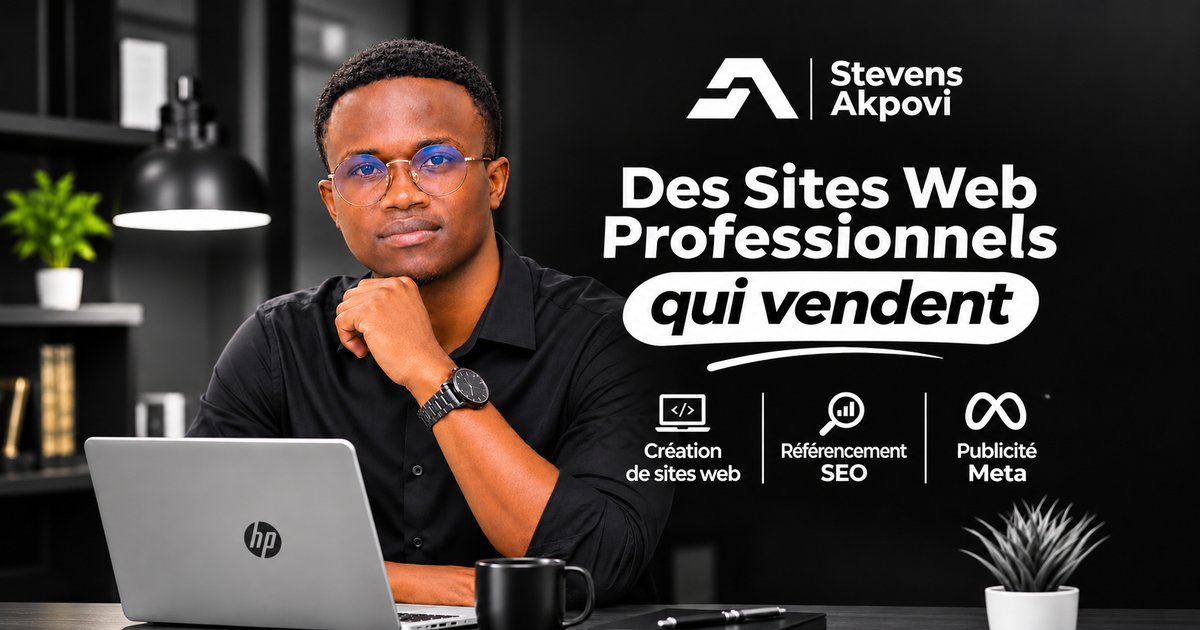 Stevens
Akpovi
Des Sites Web
Professionnels
qui vendent
</>
Création
de sites web
Référencement
SEO
Publicité
Meta
hp